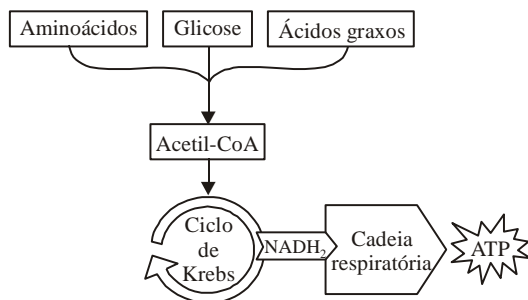 Aminoácidos
Glicose
Ácidos graxos
Acetil-CoA
Ciclo
de
Krebs
NADH₂
Cadeia
respiratória
ATP